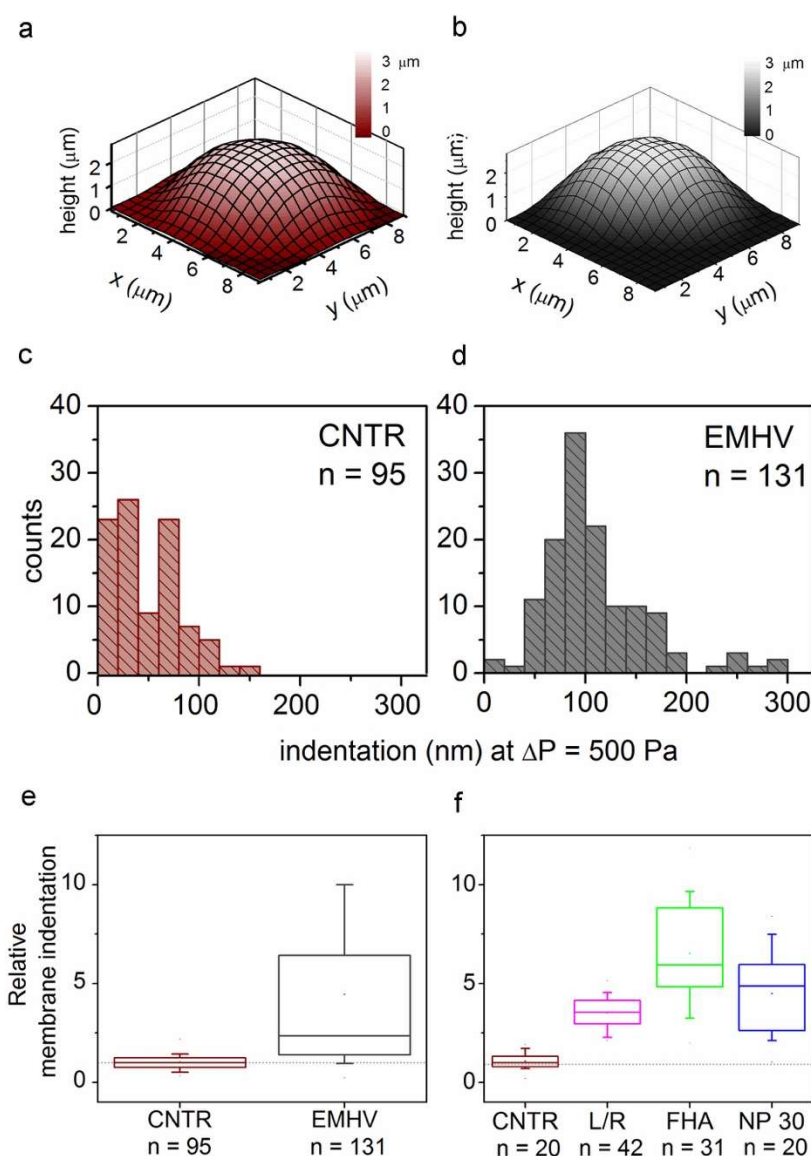 a
3 μm
2
1
0
height (μm)
2
1
0
2
4
6
8
x (μm)
2
4
6
8
y (μm)
b
3 μm
2
1
0
height (μm)
2
1
0
2
4
6
8
x (μm)
2
4
6
8
y (μm)
c
40
30
20
10
0
counts
CNTR
n = 95
0 100 200 300
d
40
30
20
10
0
EMHV
n = 131
0 100 200 300
indentation (nm) at ΔP = 500 Pa
e
Relative
membrane indentation
10
5
0
CNTR EMHV
n = 95 n = 131
f
10
5
0
CNTR L/R FHA NP 30
n = 20 n = 42 n = 31 n = 20